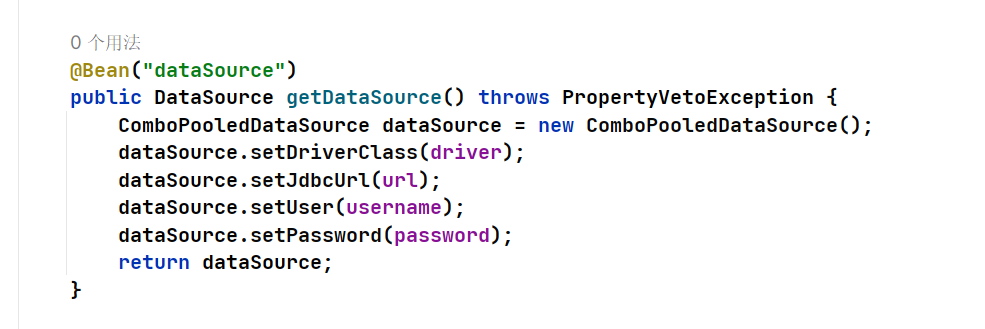 0 个用法
@Bean("dataSource")
public DataSource getDataSource() throws PropertyVetoException {
    ComboPooledDataSource dataSource = new ComboPooledDataSource();
    dataSource.setDriverClass(driver);
    dataSource.setJdbcUrl(url);
    dataSource.setUser(username);
    dataSource.setPassword(password);
    return dataSource;
}